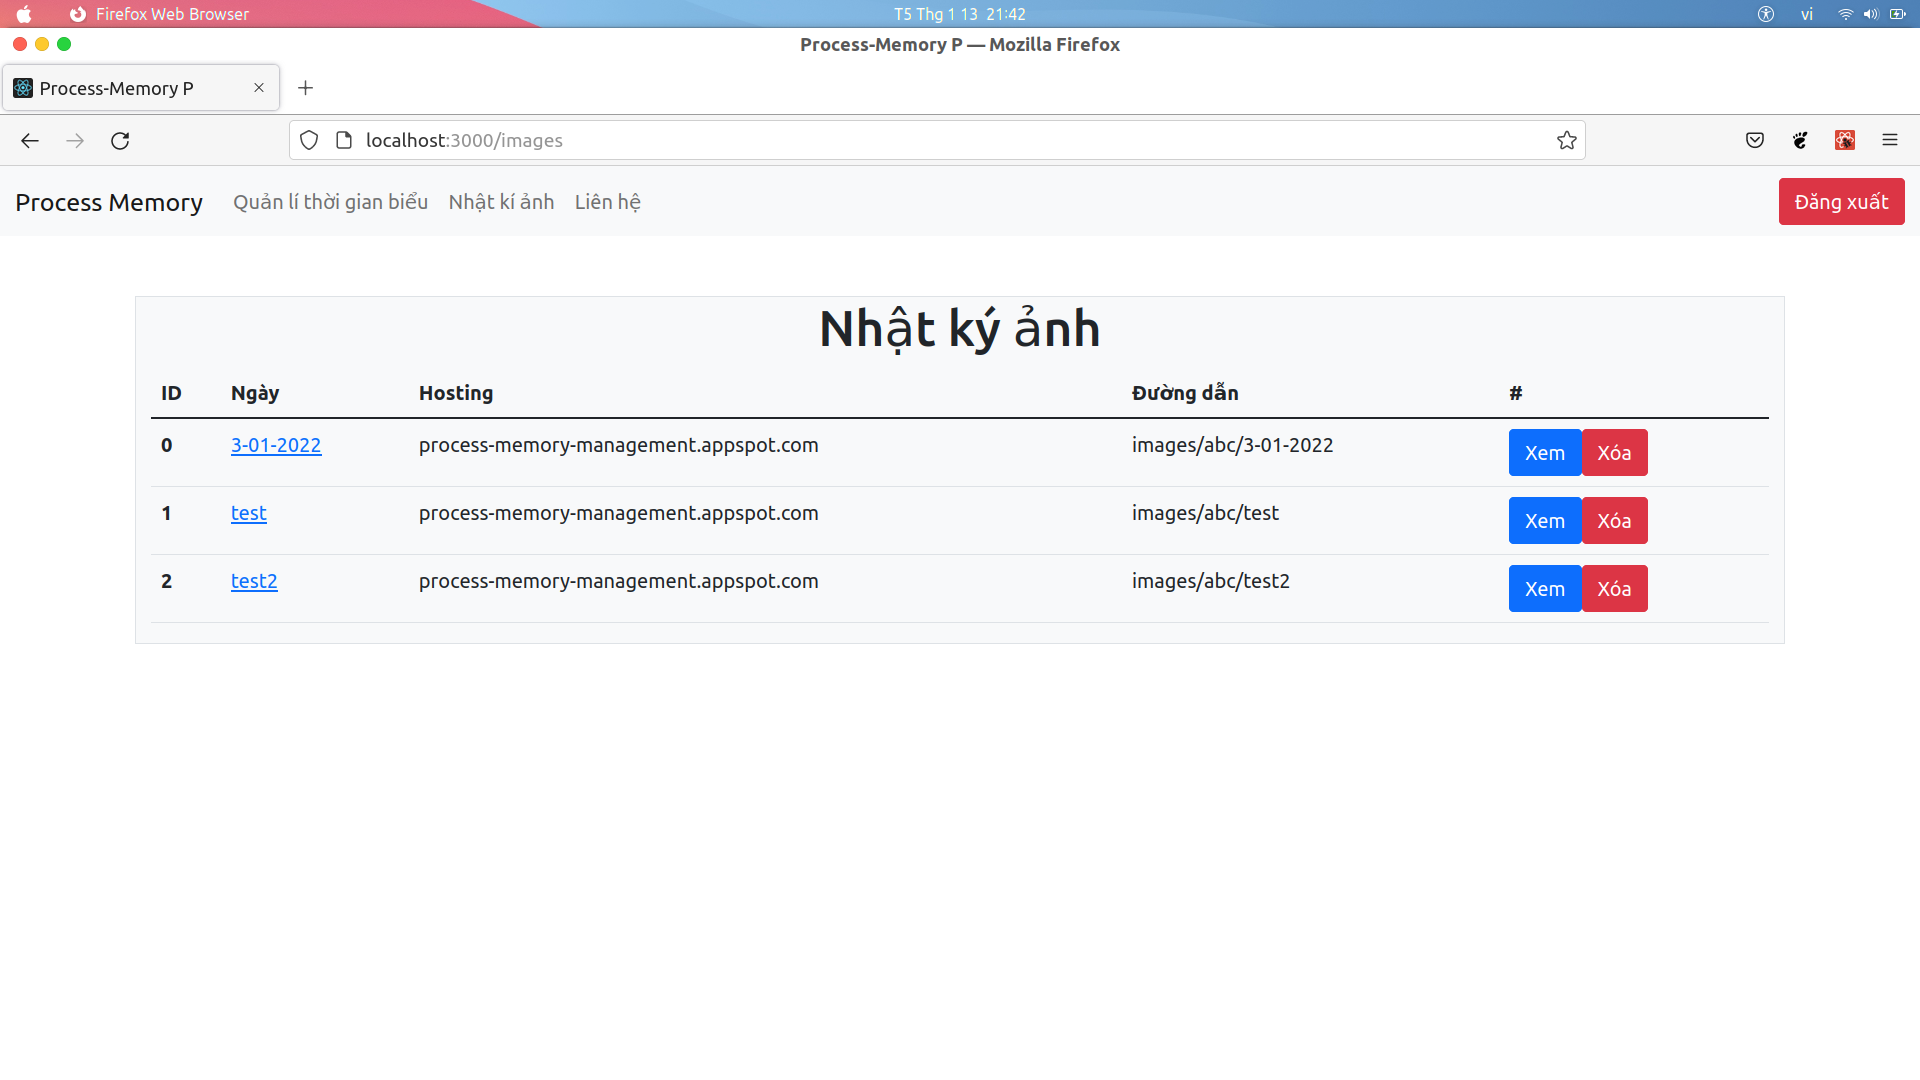 Firefox Web Browser T5 Thg 1 13 21:42 vi
Process-Memory P — Mozilla Firefox
Process-Memory P
localhost:3000/images
Process Memory Quản lí thời gian biểu Nhật kí ảnh Liên hệ Đăng xuất
Nhật ký ảnh
ID Ngày Hosting Đường dẫn #
0 3-01-2022 process-memory-management.appspot.com images/abc/3-01-2022 Xem Xóa
1 test process-memory-management.appspot.com images/abc/test Xem Xóa
2 test2 process-memory-management.appspot.com images/abc/test2 Xem Xóa